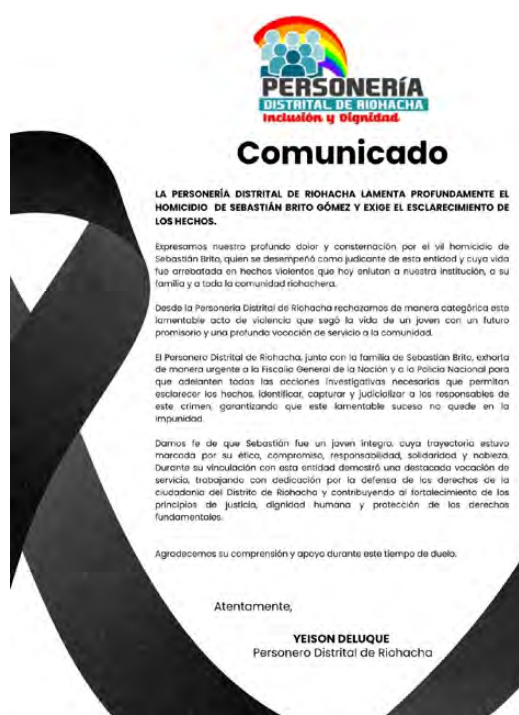 PERSONERÍA
DISTRITAL DE RIOHACHA
Inclusión y Dignidad
Comunicado
LA PERSONERÍA DISTRITAL DE RIOHACHA LAMENTA PROFUNDAMENTE EL
HOMICIDIO DE SEBASTIÁN BRITO GÓMEZ Y EXIGE EL ESCLARECIMIENTO DE
LOS HECHOS.
Expresamos nuestro profundo dolor y consternación por el vil homicidio de
Sebastián Brito, quien se desempeñó como judicante de esta entidad y cuya vida
fue arrebatada en hechos violentos que hoy enlutan a nuestra institución, a su
familia y a toda la comunidad riohachera.
Desde la Personería Distrital de Riohacha rechazamos de manera categórica este
lamentable acto de violencia que segó la vida de un joven con un futuro
promisorio y una profunda vocación de servicio a la comunidad.
El Personero Distrital de Riohacha, junto con la familia de Sebastián Brito, exhorta
de manera urgente a la Fiscalía General de la Nación y a la Policía Nacional para
que adelanten todas las acciones investigativas necesarias que permitan
esclarecer los hechos, identificar, capturar y judicializar a los responsables de
este crimen, garantizando que este lamentable suceso no quede en la
impunidad.
Damos fe de que Sebastián fue un joven íntegro, cuya trayectoria estuvo
marcada por su ética, compromiso, responsabilidad, solidaridad y nobleza.
Durante su vinculación con esta entidad demostró una destacada vocación de
servicio, trabajando con dedicación por la defensa de los derechos de la
ciudadanía del Distrito de Riohacha y contribuyendo al fortalecimiento de los
principios de justicia, dignidad humana y protección de los derechos
fundamentales.
Agradecemos su comprensión y apoyo durante este tiempo de duelo.
Atentamente,
YEISON DELUQUE
Personero Distrital de Riohacha